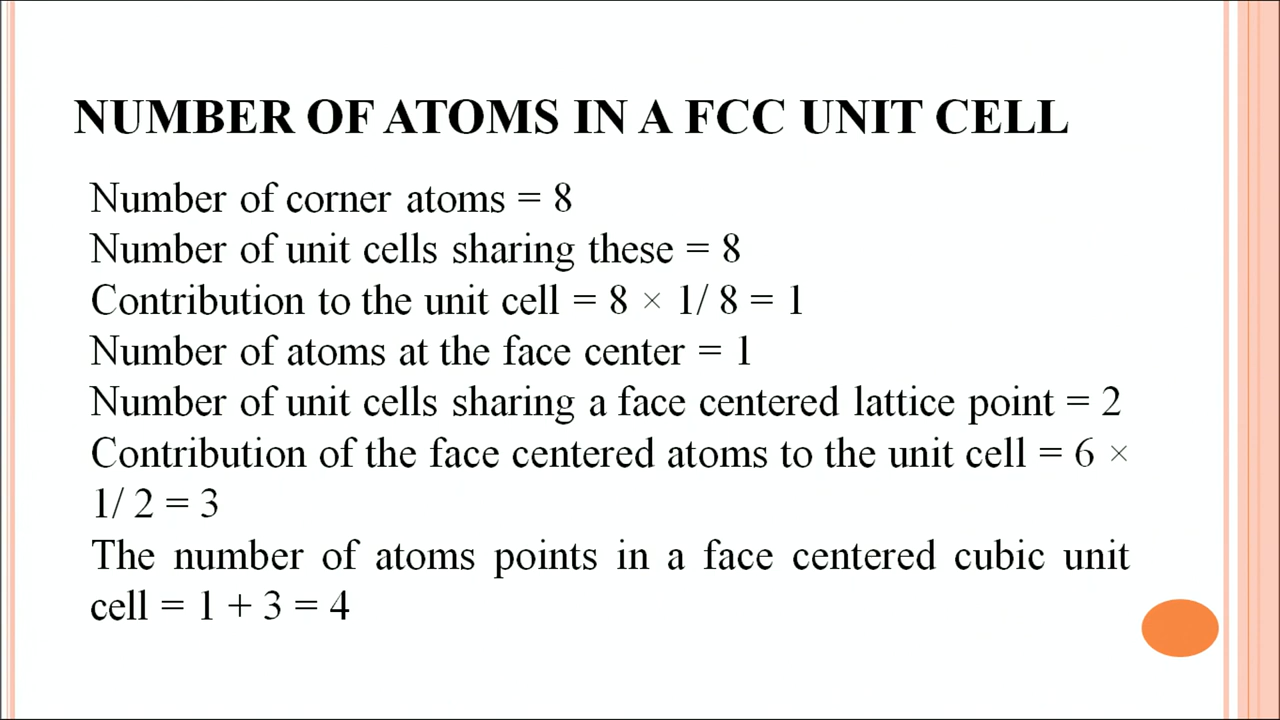 NUMBER OF ATOMS IN A FCC UNIT CELL
Number of corner atoms = 8
Number of unit cells sharing these = 8
Contribution to the unit cell = 8 × 1/ 8 = 1
Number of atoms at the face center = 1
Number of unit cells sharing a face centered lattice point = 2
Contribution of the face centered atoms to the unit cell = 6 ×
1/ 2 = 3
The number of atoms points in a face centered cubic unit
cell = 1 + 3 = 4